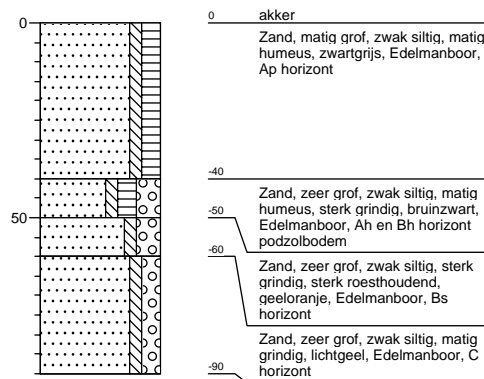 0
50
0
akker
Zand, matig grof, zwak siltig, matig
humeus, zwartgrijs, Edelmanboor,
Ap horizont
-40
Zand, zeer grof, zwak siltig, matig
humeus, sterk grindig, bruinzwart,
Edelmanboor, Ah en Bh horizont
podzolbodem
-50
Zand, zeer grof, zwak siltig, sterk
grindig, sterk roesthoudend,
geeloranje, Edelmanboor, Bs
horizont
-60
Zand, zeer grof, zwak siltig, matig
grindig, lichtgeel, Edelmanboor, C
horizont
-90